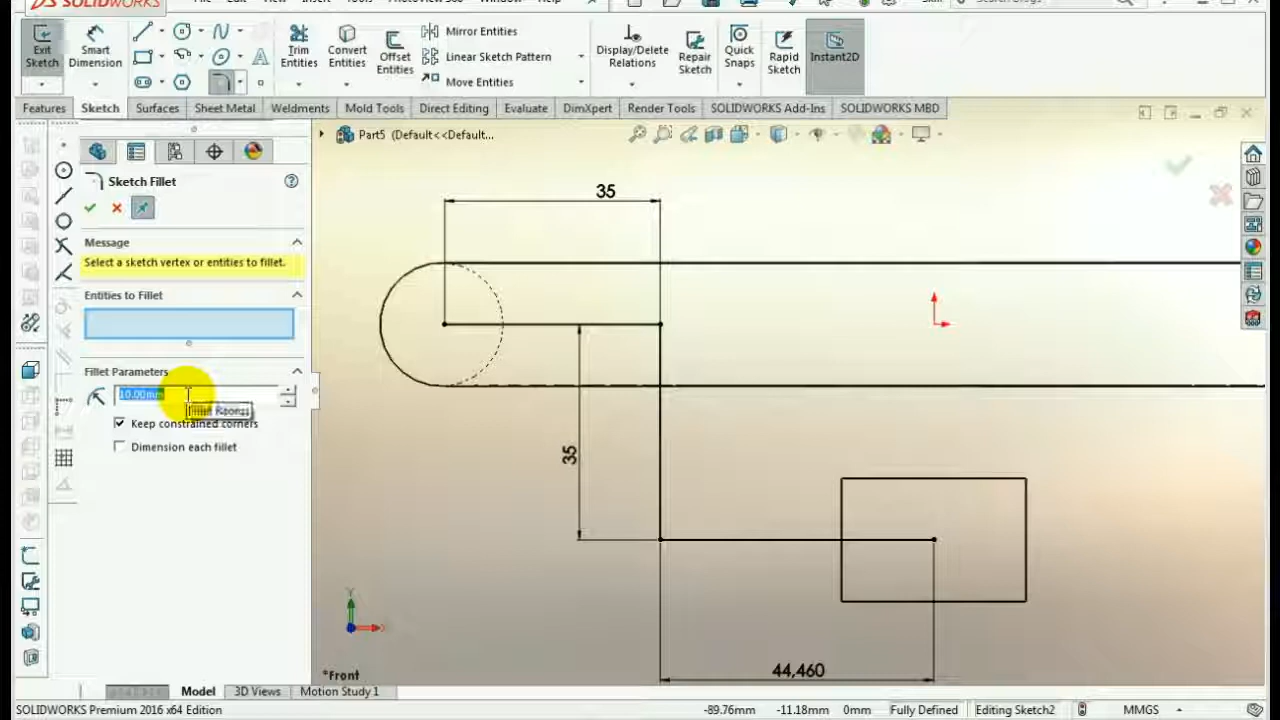 SOLIDWORKS
Exit Sketch
Smart Dimension
Trim Entities
Convert Entities
Offset Entities
Mirror Entities
Linear Sketch Pattern
Move Entities
Display/Delete Relations
Repair Sketch
Quick Snaps
Rapid Sketch
Instant2D
Features Sketch Surfaces Sheet Metal Weldments Mold Tools Direct Editing Evaluate DimXpert Render Tools SOLIDWORKS Add-Ins SOLIDWORKS MBD
Part5 (Default<<Default...
Sketch Fillet
Message
Select a sketch vertex or entities to fillet.
Entities to Fillet
Fillet Parameters
10.00mm
Keep constrained corners
Dimension each fillet
35
35
44,460
Y
X
*Front
Model 3D Views Motion Study 1
SOLIDWORKS Premium 2016 x64 Edition -89.76mm -11.18mm 0mm Fully Defined Editing Sketch2 MMGS